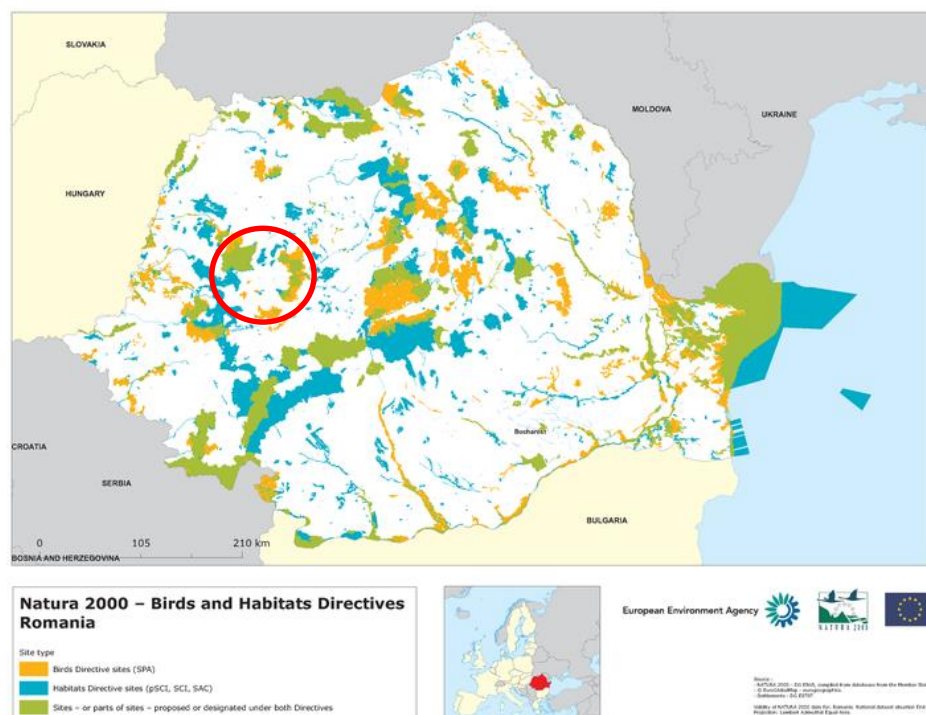 SLOVAKIA
MOLDOVA
UKRAINE
HUNGARY
Bucharest
CROATIA
SERBIA
BULGARIA
0 105 210 km
BOSNIA AND HERZEGOVINA
Natura 2000 – Birds and Habitats Directives
Romania
Site type
Birds Directive sites (SPA)
Habitats Directive sites (pSCI, SCI, SAC)
Sites – or parts of sites – proposed or designated under both Directives
European Environment Agency
NATURA 2000